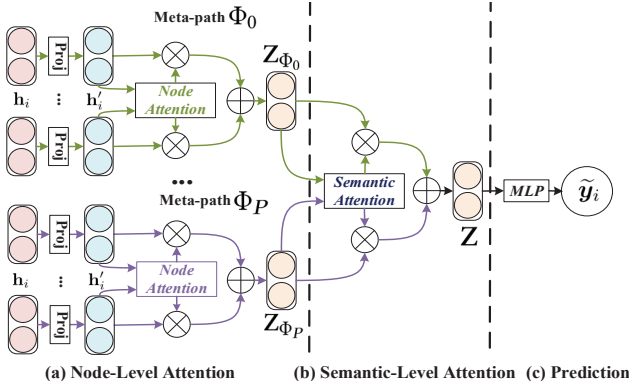 Meta-path Φ₀
Proj
h_i
...
...
h'_i
Proj
Node
Attention
Z_Φ₀
...
Meta-path Φ_P
Proj
h_i
...
h'_i
Proj
Node
Attention
Z_Φ_P
Semantic
Attention
Z
MLP
ỹ_i
(a) Node-Level Attention
(b) Semantic-Level Attention
(c) Prediction